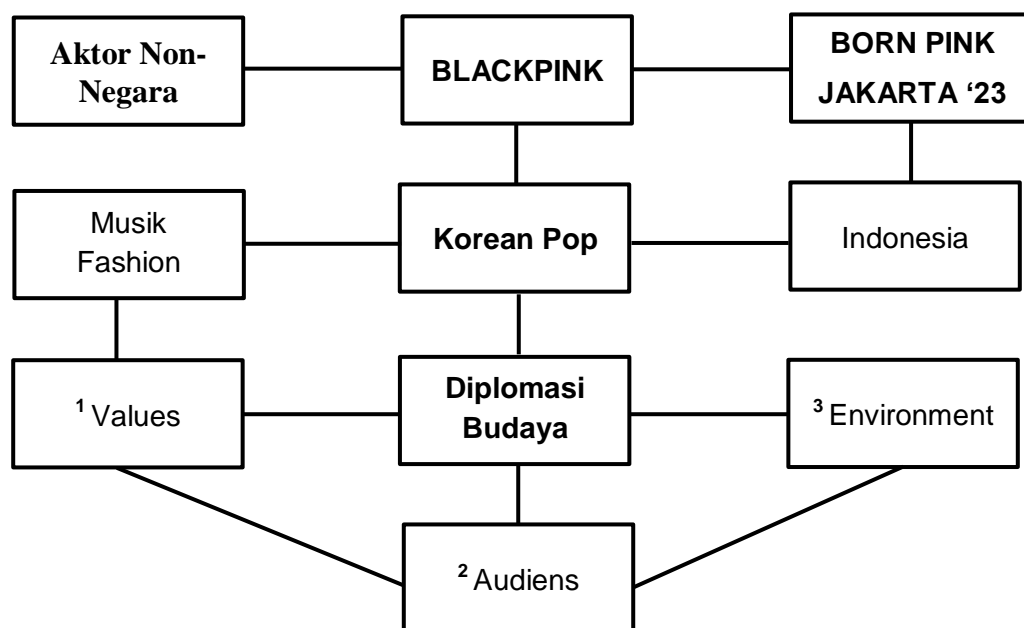 Aktor Non-
Negara
BLACKPINK
BORN PINK
JAKARTA ‘23
Musik
Fashion
Korean Pop
Indonesia
1 Values
Diplomasi
Budaya
3 Environment
2 Audiens